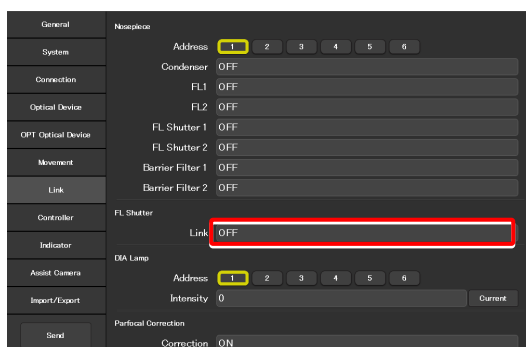 General
System
Connection
Optical Device
OPT Optical Device
Movement
Link
Controller
Indicator
Assist Camera
Import/Export
Send
Nosepiece
Address 1 2 3 4 5 6
Condenser OFF
FL1 OFF
FL2 OFF
FL Shutter 1 OFF
FL Shutter 2 OFF
Barrier Filter 1 OFF
Barrier Filter 2 OFF
FL Shutter
Link OFF
DIA Lamp
Address 1 2 3 4 5 6
Intensity 0 Current
Parfocal Correction
Correction ON